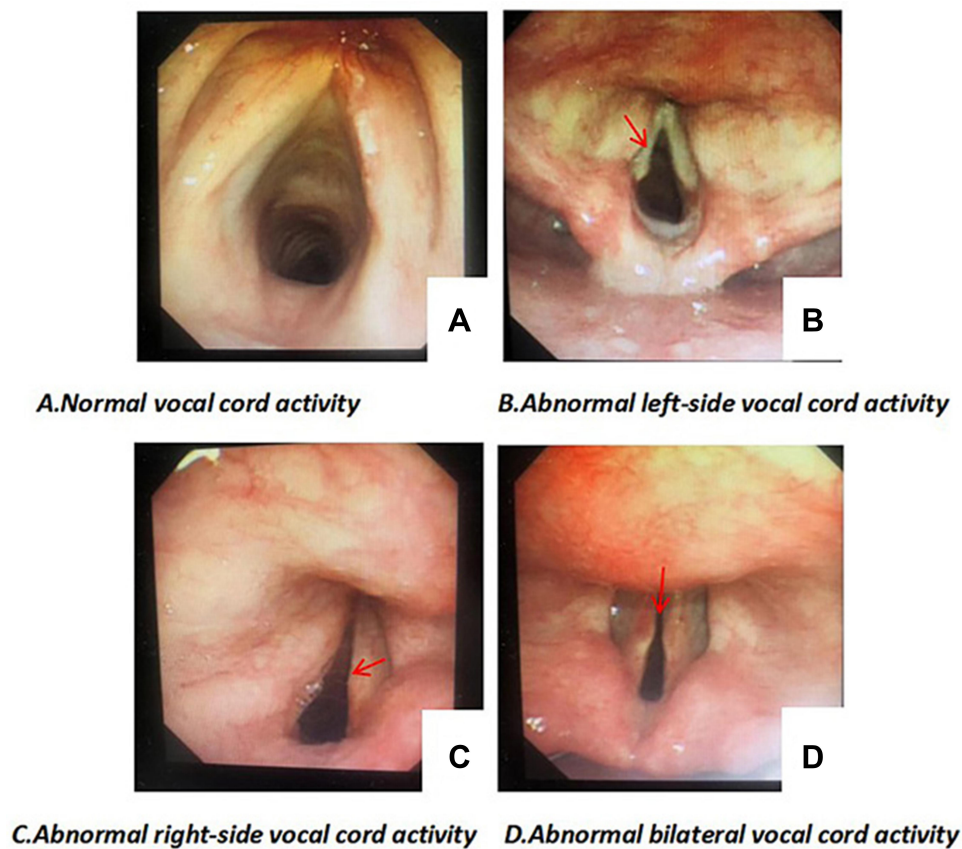 A
B
A.Normal vocal cord activity
B.Abnormal left-side vocal cord activity
C
D
C.Abnormal right-side vocal cord activity
D.Abnormal bilateral vocal cord activity